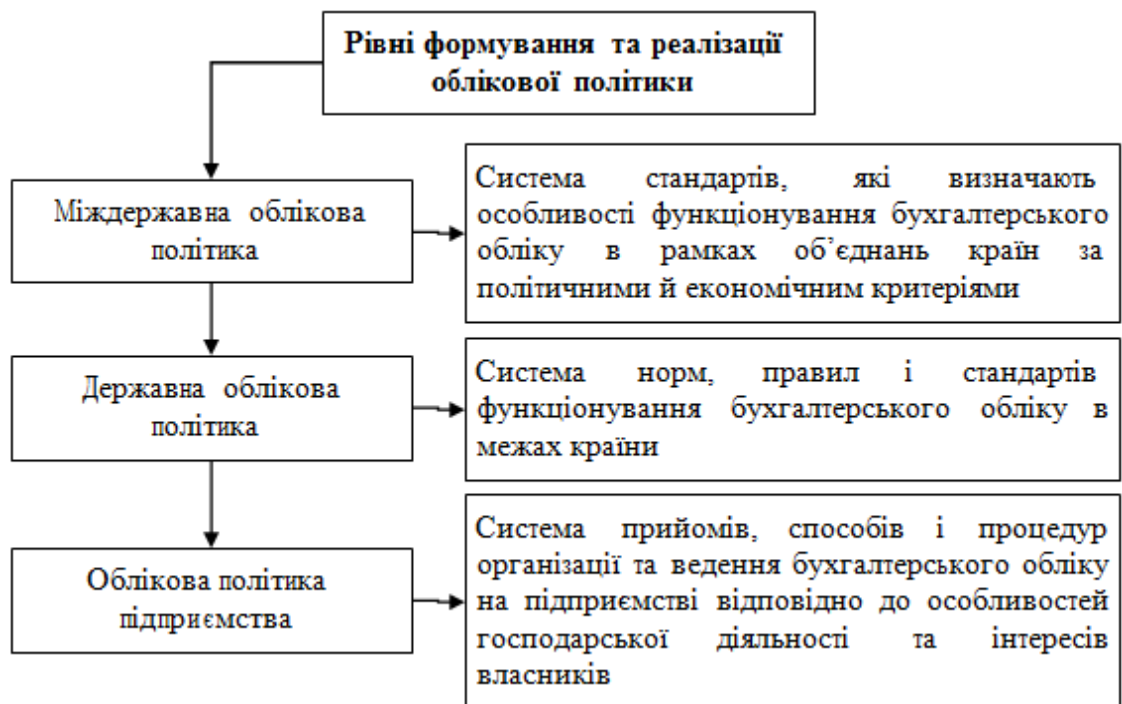 Рівні формування та реалізації
облікової політики
Міждержавна облікова
політика
Система стандартів, які визначають
особливості функціонування бухгалтерського
обліку в рамках об’єднань країн за
політичними й економічним критеріями
Державна облікова
політика
Система норм, правил і стандартів
функціонування бухгалтерського обліку в
межах країни
Облікова політика
підприємства
Система прийомів, способів і процедур
організації та ведення бухгалтерського обліку
на підприємстві відповідно до особливостей
господарської діяльності та інтересів
власників